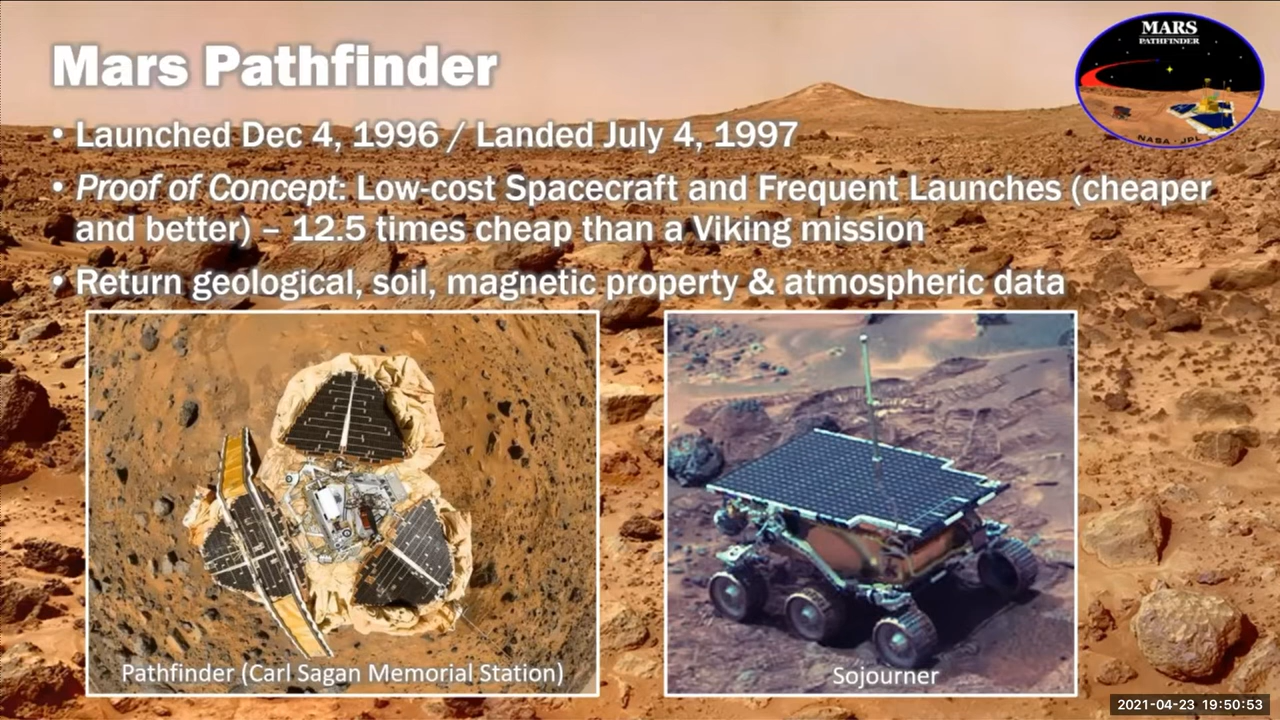 MARS
PATHFINDER
Mars Pathfinder
• Launched Dec 4, 1996 / Landed July 4, 1997
• Proof of Concept: Low-cost Spacecraft and Frequent Launches (cheaper
and better) – 12.5 times cheap than a Viking mission
• Return geological, soil, magnetic property & atmospheric data
NASA · JPL
Pathfinder (Carl Sagan Memorial Station)
Sojourner
2021-04-23 19:50:53